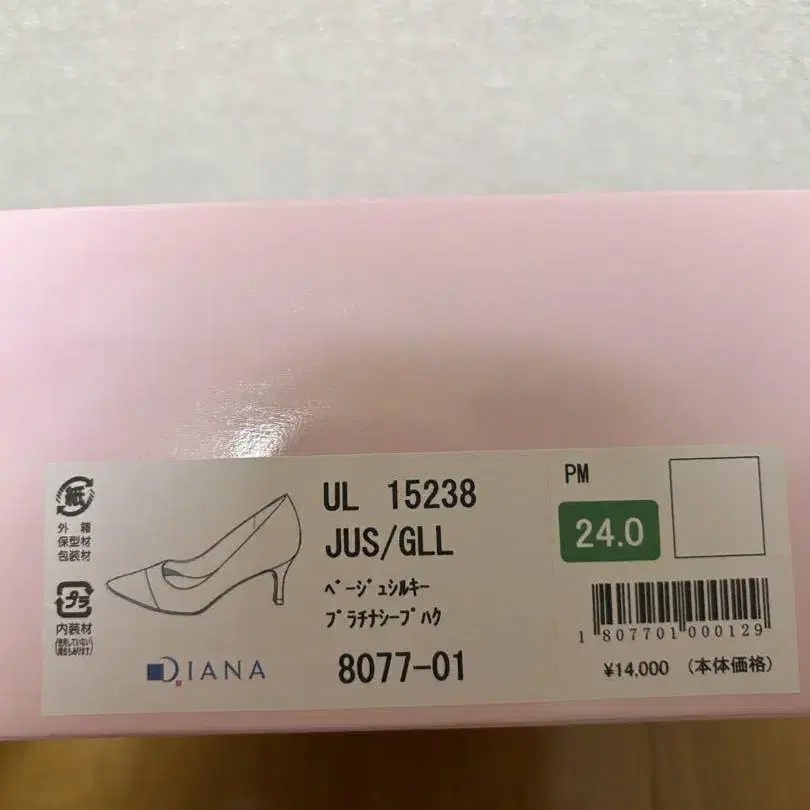 紙
外 箱
保型材
包装材
プラ
内装材
DIANA
UL 15238
JUS/GLL
ﾍﾞｰｼﾞｭｼﾙｷｰ
ﾌﾟﾗﾁﾅｼｰﾌﾟﾊｸ
8077-01
PM
24.0
1 807701 000129
¥14,000 (本体価格)